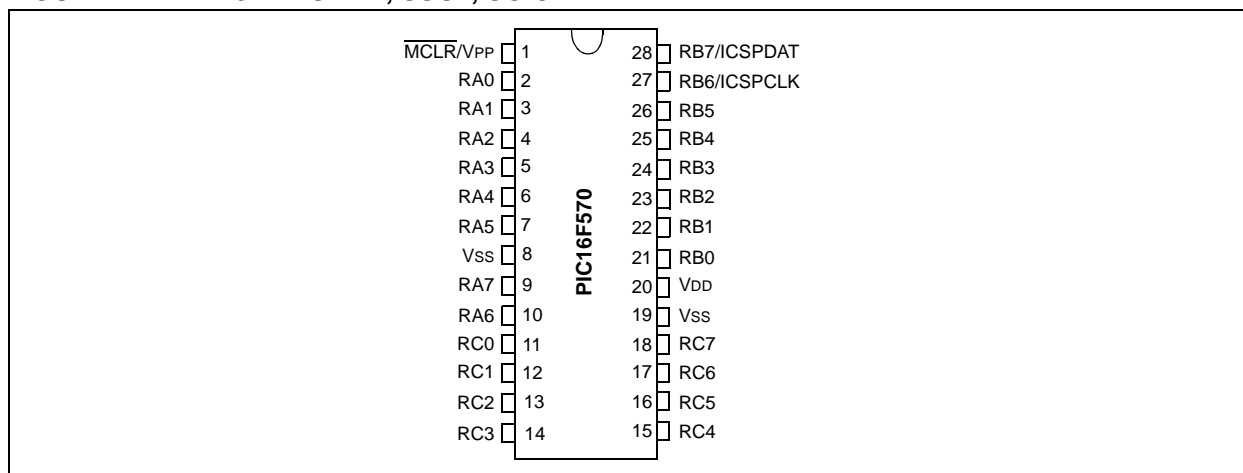 MCLR/VPP 1 28 RB7/ICSPDAT
RA0 2 27 RB6/ICSPCLK
RA1 3 26 RB5
RA2 4 25 RB4
RA3 5 24 RB3
RA4 6 23 RB2
RA5 7 22 RB1
VSS 8 21 RB0
RA7 9 20 VDD
RA6 10 19 VSS
RC0 11 18 RC7
RC1 12 17 RC6
RC2 13 16 RC5
RC3 14 15 RC4
PIC16F570